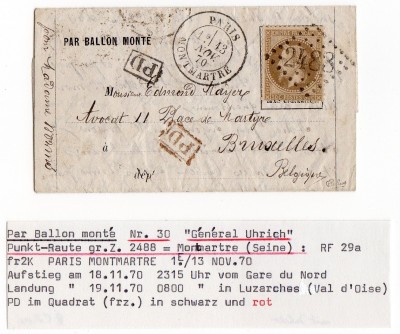 PAR BALLON MONTÉ
PARIS
13
NOV.
70
MONTMARTRE
PD
Monsieur Edmond Mayer
Avocat 11 Place de Martyrs
PD
à
Bruxelles
Belgique
Par Ballon monté Nr. 30 "Général Uhrich"
Punkt-Raute gr.Z. 2488 = Montmartre (Seine) : RF 29a
fr2K PARIS MONTMARTRE 1E/13 NOV.70
Aufstieg am 18.11.70 2315 Uhr vom Gare du Nord
Landung " 19.11.70 0800 " in Luzarches (Val d'Oise)
PD im Quadrat (frz.) in schwarz und rot